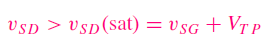 v_{SD} > v_{SD}(sat) = v_{SG} + V_{TP}